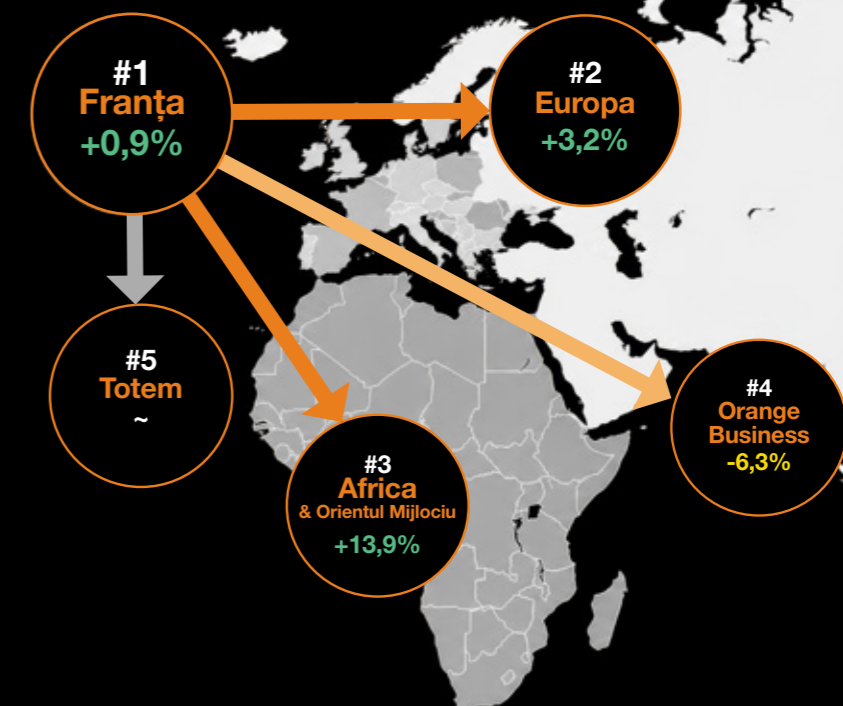 #1
Franța
+0,9%
#2
Europa
+3,2%
#5
Totem
~
#3
Africa
& Orientul Mijlociu
+13,9%
#4
Orange
Business
-6,3%